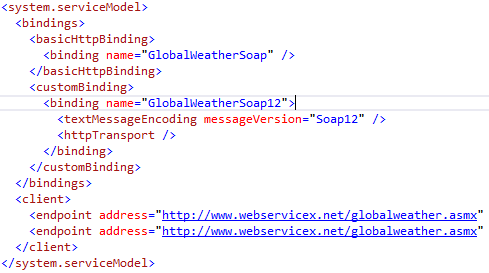 <system.serviceModel>
<bindings>
<basicHttpBinding>
<binding name="GlobalWeatherSoap" />
</basicHttpBinding>
<customBinding>
<binding name="GlobalWeatherSoap12">
<textMessageEncoding messageVersion="Soap12" />
<httpTransport />
</binding>
</customBinding>
</bindings>
<client>
<endpoint address="http://www.webservicex.net/globalweather.asmx"
<endpoint address="http://www.webservicex.net/globalweather.asmx"
</client>
</system.serviceModel>